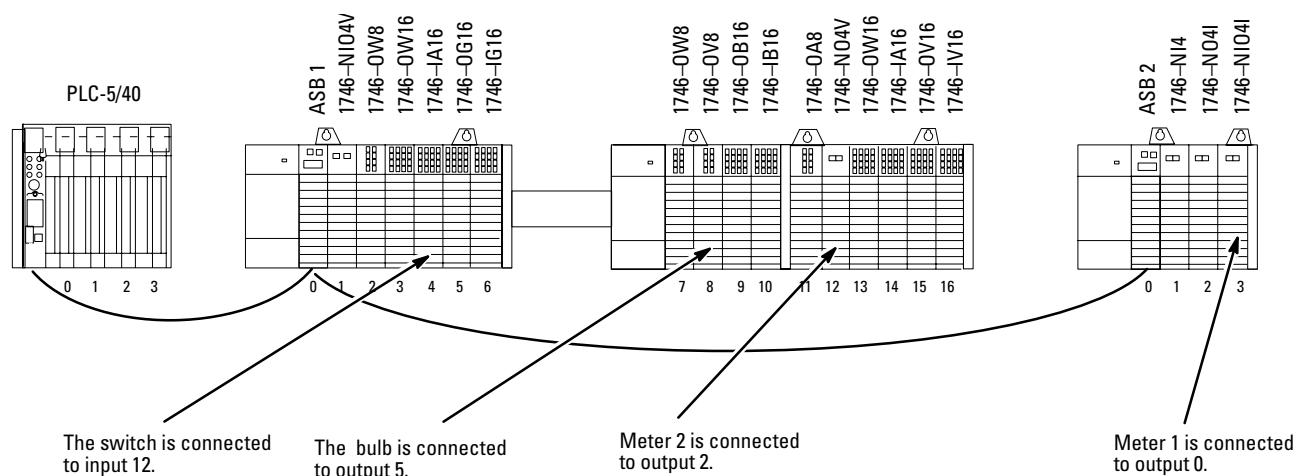 PLC-5/40
ASB 1
1746–NIO4V
1746–OW8
1746–OW16
1746–IA16
1746–OG16
1746–IG16
1746–OW8
1746–OV8
1746–OB16
1746–IB16
1746–OA8
1746–NO4V
1746–OW16
1746–IA16
1746–OV16
1746–IV16
ASB 2
1746–NI4
1746–NO4I
1746–NIO4I
0 1 2 3
0 1 2 3 4 5 6
7 8 9 10
11 12 13 14 15 16
0 1 2 3
The switch is connected
to input 12.
The bulb is connected
to output 5.
Meter 2 is connected
to output 2.
Meter 1 is connected
to output 0.